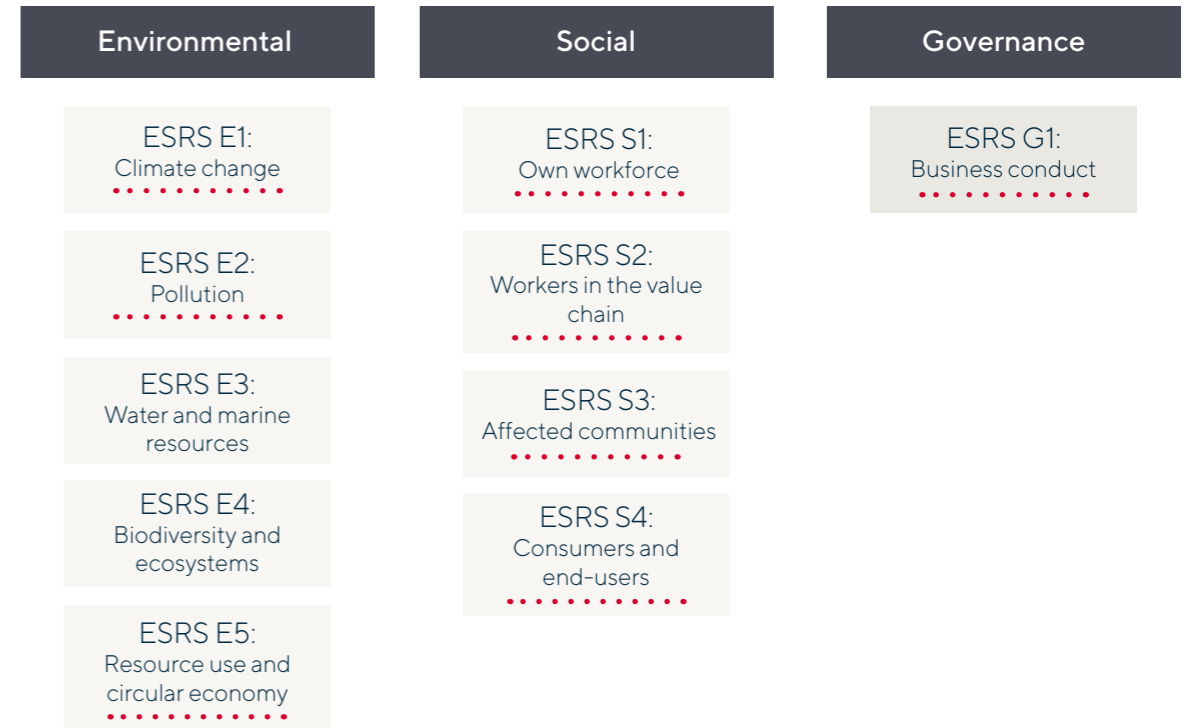 Environmental
ESRS E1:
Climate change
ESRS E2:
Pollution
ESRS E3:
Water and marine
resources
ESRS E4:
Biodiversity and
ecosystems
ESRS E5:
Resource use and
circular economy
Social
ESRS S1:
Own workforce
ESRS S2:
Workers in the value
chain
ESRS S3:
Affected communities
ESRS S4:
Consumers and
end-users
Governance
ESRS G1:
Business conduct